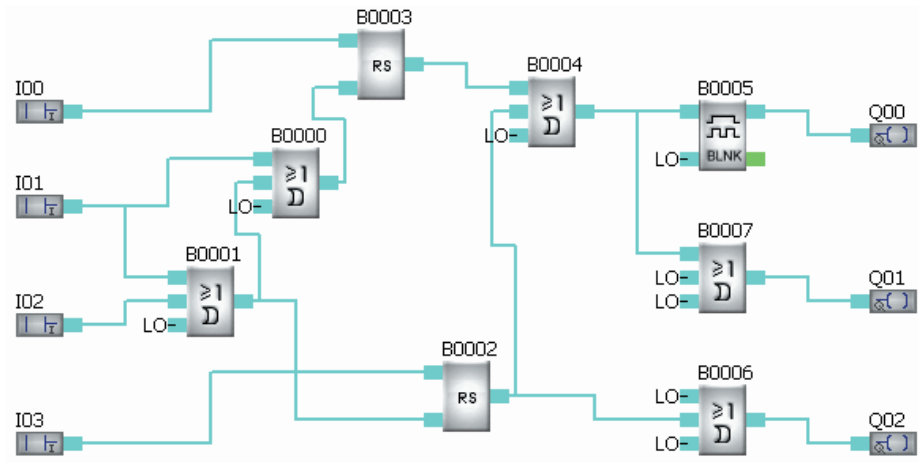 B0003
RS
I00
B0004
≥1
LO
B0005
BLNK
LO
Q00
B0000
≥1
LO
I01
B0007
≥1
LO
LO
Q01
B0001
≥1
LO
I02
B0002
RS
B0006
LO
≥1
LO
Q02
I03